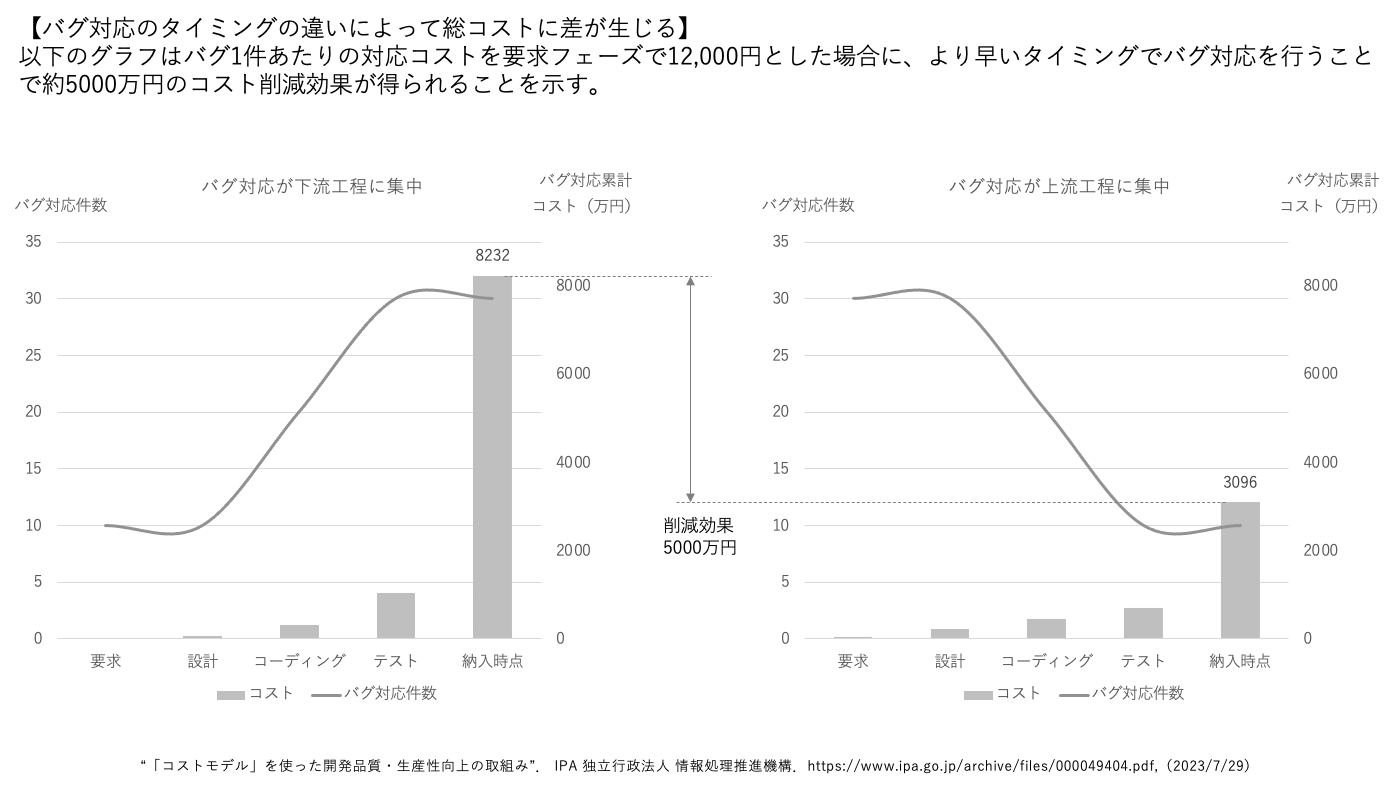 【バグ対応のタイミングの違いによって総コストに差が生じる】
以下のグラフはバグ1件あたりの対応コストを要求フェーズで12,000円とした場合に、より早いタイミングでバグ対応を行うこと
で約5000万円のコスト削減効果が得られることを示す。
バグ対応が下流工程に集中
バグ対応件数
バグ対応累計
コスト（万円）
35
30
25
20
15
10
5
0
8232
8000
6000
4000
2000
0
要求
設計
コーディング
テスト
納入時点
コスト
バグ対応件数
削減効果
5000万円
バグ対応が上流工程に集中
バグ対応件数
バグ対応累計
コスト（万円）
35
30
25
20
15
10
5
0
3096
8000
6000
4000
2000
0
要求
設計
コーディング
テスト
納入時点
コスト
バグ対応件数
“「コストモデル」を使った開発品質・生産性向上の取組み”． IPA 独立行政法人 情報処理推進機構．https://www.ipa.go.jp/archive/files/000049404.pdf,（2023/7/29）